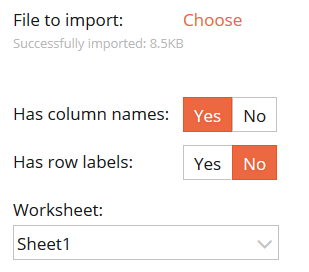 File to import: Choose
Successfully imported: 8.5KB
Has column names: Yes No
Has row labels: Yes No
Worksheet:
Sheet1